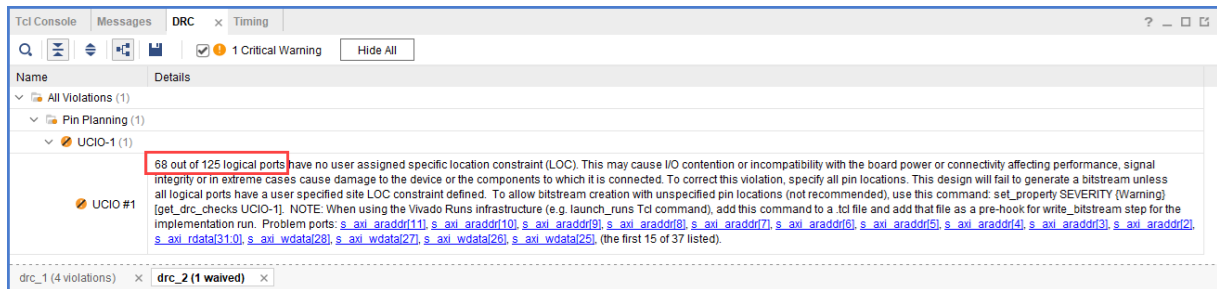 Tcl Console Messages DRC × Timing ?
1 Critical Warning Hide All
Name Details
All Violations (1)
Pin Planning (1)
UCIO-1 (1)
68 out of 125 logical ports have no user assigned specific location constraint (LOC). This may cause I/O contention or incompatibility with the board power or connectivity affecting performance, signal
integrity or in extreme cases cause damage to the device or the components to which it is connected. To correct this violation, specify all pin locations. This design will fail to generate a bitstream unless
all logical ports have a user specified site LOC constraint defined. To allow bitstream creation with unspecified pin locations (not recommended), use this command: set_property SEVERITY {Warning}
UCIO #1 [get_drc_checks UCIO-1]. NOTE: When using the Vivado Runs infrastructure (e.g. launch_runs Tcl command), add this command to a .tcl file and add that file as a pre-hook for write_bitstream step for the
implementation run. Problem ports: s_axi_araddr[11], s_axi_araddr[10], s_axi_araddr[9], s_axi_araddr[8], s_axi_araddr[7], s_axi_araddr[6], s_axi_araddr[5], s_axi_araddr[4], s_axi_araddr[3], s_axi_araddr[2],
s_axi_rdata[31:0], s_axi_wdata[28], s_axi_wdata[27], s_axi_wdata[26], s_axi_wdata[25], (the first 15 of 37 listed).
drc_1 (4 violations) × drc_2 (1 waived) ×